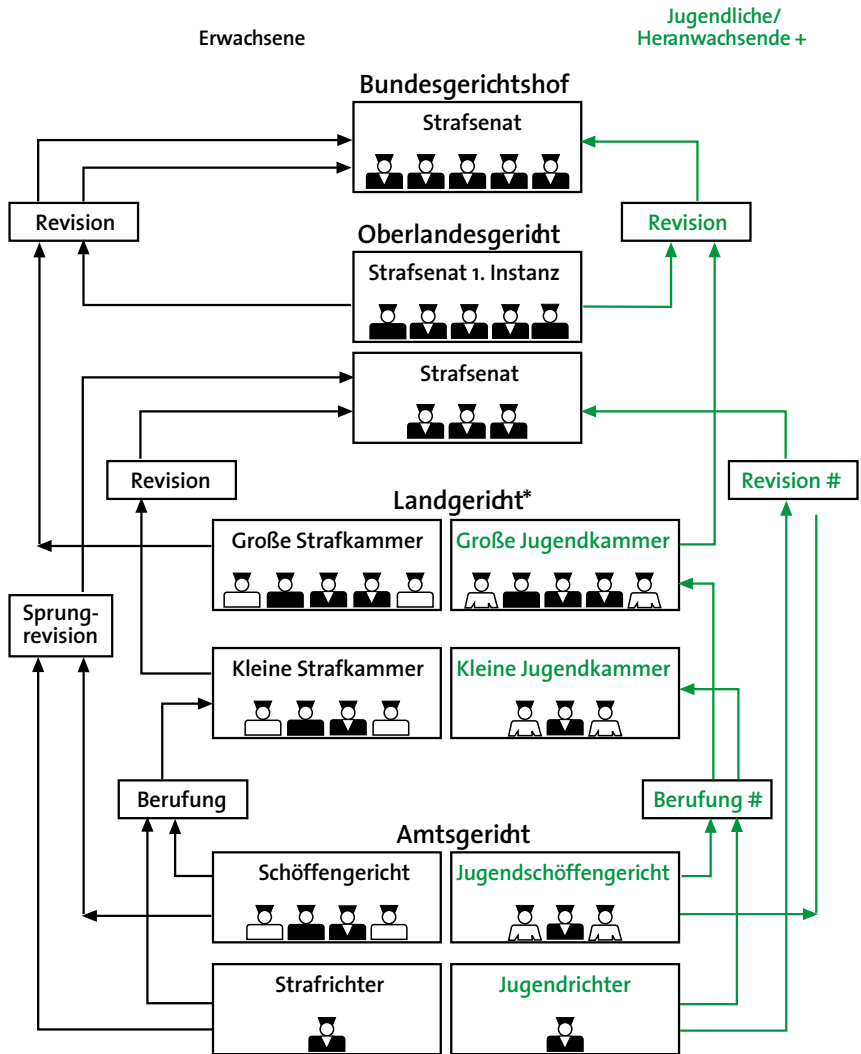 Erwachsene
Jugendliche/
Heranwachsende +
Bundesgerichtshof
Strafsenat
Revision
Revision
Oberlandesgericht
Strafsenat 1. Instanz
Strafsenat
Revision
Revision #
Landgericht*
Große Strafkammer
Große Jugendkammer
Sprung-
revision
Kleine Strafkammer
Kleine Jugendkammer
Berufung
Berufung #
Amtsgericht
Schöffengericht
Jugendschöffengericht
Strafrichter
Jugendrichter